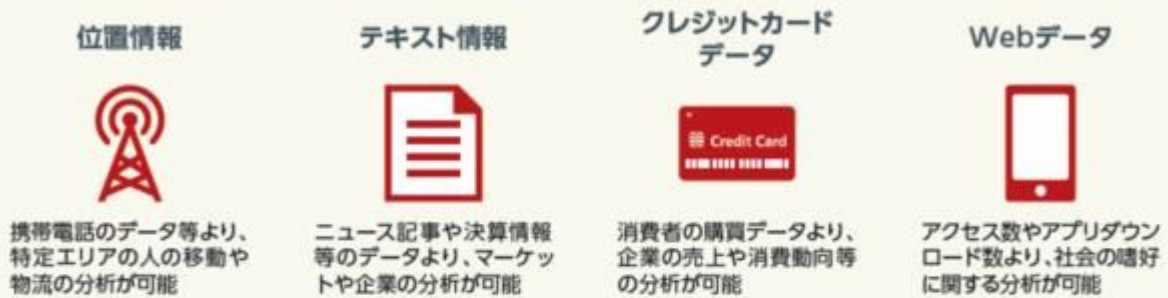 位置情報
携帯電話のデータ等より、
特定エリアの人の移動や
物流の分析が可能
テキスト情報
ニュース記事や決算情報
等のデータより、マーケッ
トや企業の分析が可能
クレジットカード
データ
Credit Card
消費者の購買データより、
企業の売上や消費動向等
の分析が可能
Webデータ
アクセス数やアプリダウン
ロード数より、社会の嗜好
に関する分析が可能